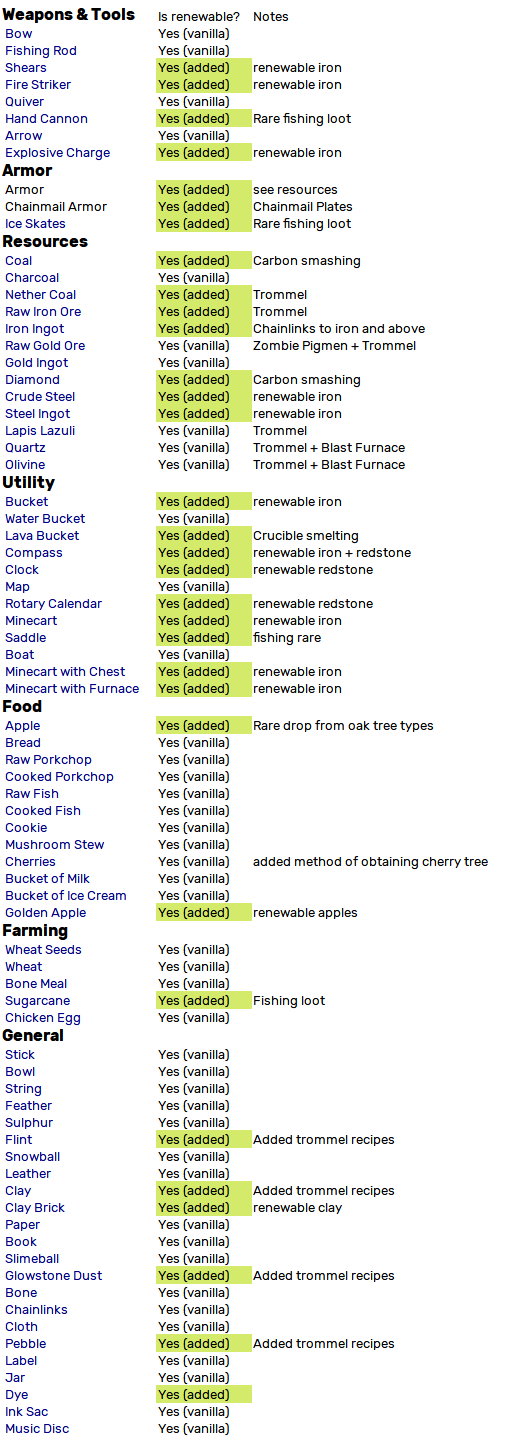 Weapons & Tools Is renewable? Notes
Bow Yes (vanilla)
Fishing Rod Yes (vanilla)
Shears Yes (added) renewable iron
Fire Striker Yes (added) renewable iron
Quiver Yes (vanilla)
Hand Cannon Yes (added) Rare fishing loot
Arrow Yes (vanilla)
Explosive Charge Yes (added) renewable iron
Armor
Armor Yes (added) see resources
Chainmail Armor Yes (added) Chainmail Plates
Ice Skates Yes (added) Rare fishing loot
Resources
Coal Yes (added) Carbon smashing
Charcoal Yes (vanilla)
Nether Coal Yes (added) Trommel
Raw Iron Ore Yes (added) Trommel
Iron Ingot Yes (added) Chainlinks to iron and above
Raw Gold Ore Yes (vanilla) Zombie Pigmen + Trommel
Gold Ingot Yes (vanilla)
Diamond Yes (added) Carbon smashing
Crude Steel Yes (added) renewable iron
Steel Ingot Yes (added) renewable iron
Lapis Lazuli Yes (vanilla) Trommel
Quartz Yes (vanilla) Trommel + Blast Furnace
Olivine Yes (vanilla) Trommel + Blast Furnace
Utility
Bucket Yes (added) renewable iron
Water Bucket Yes (vanilla)
Lava Bucket Yes (added) Crucible smelting
Compass Yes (added) renewable iron + redstone
Clock Yes (added) renewable redstone
Map Yes (vanilla)
Rotary Calendar Yes (added) renewable redstone
Minecart Yes (added) renewable iron
Saddle Yes (added) fishing rare
Boat Yes (vanilla)
Minecart with Chest Yes (added) renewable iron
Minecart with Furnace Yes (added) renewable iron
Food
Apple Yes (added) Rare drop from oak tree types
Bread Yes (vanilla)
Raw Porkchop Yes (vanilla)
Cooked Porkchop Yes (vanilla)
Raw Fish Yes (vanilla)
Cooked Fish Yes (vanilla)
Cookie Yes (vanilla)
Mushroom Stew Yes (vanilla)
Cherries Yes (vanilla) added method of obtaining cherry tree
Bucket of Milk Yes (vanilla)
Bucket of Ice Cream Yes (vanilla)
Golden Apple Yes (added) renewable apples
Farming
Wheat Seeds Yes (vanilla)
Wheat Yes (vanilla)
Bone Meal Yes (vanilla)
Sugarcane Yes (added) Fishing loot
Chicken Egg Yes (vanilla)
General
Stick Yes (vanilla)
Bowl Yes (vanilla)
String Yes (vanilla)
Feather Yes (vanilla)
Sulphur Yes (vanilla)
Flint Yes (added) Added trommel recipes
Snowball Yes (vanilla)
Leather Yes (vanilla)
Clay Yes (added) Added trommel recipes
Clay Brick Yes (added) renewable clay
Paper Yes (vanilla)
Book Yes (vanilla)
Slimeball Yes (vanilla)
Glowstone Dust Yes (added) Added trommel recipes
Bone Yes (vanilla)
Chainlinks Yes (vanilla)
Cloth Yes (vanilla)
Pebble Yes (added) Added trommel recipes
Label Yes (vanilla)
Jar Yes (vanilla)
Dye Yes (added)
Ink Sac Yes (vanilla)
Music Disc Yes (vanilla)